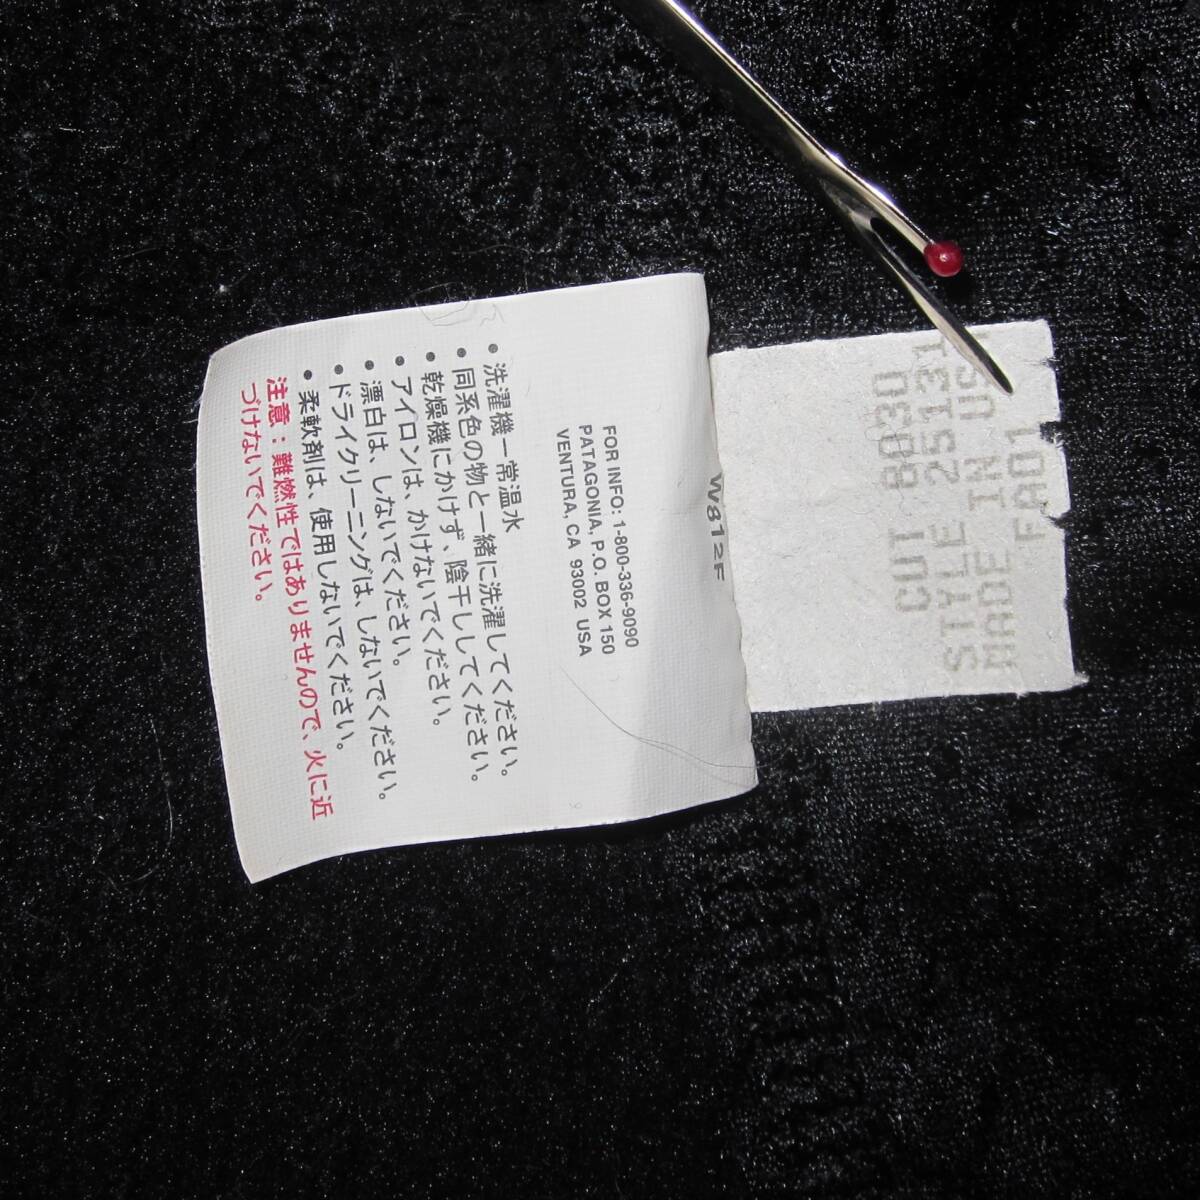 FOR INFO: 1-800-336-9090
PATAGONIA, P.O. BOX 150
VENTURA, CA 93002 USA
• 洗濯機一常温水
• 同系色の物と一緒に洗濯してください。
• 乾燥機にかけず、陰干ししてください。
• アイロンは、かけないでください。
• 漂白は、しないでください。
• ドライクリーニングは、しないでください。
• 柔軟剤は、使用しないでください。
注意：難燃性ではありませんので、火に近
づけないでください。
W812F
CUT 8030
STYLE 25131
MADE IN US
FA01